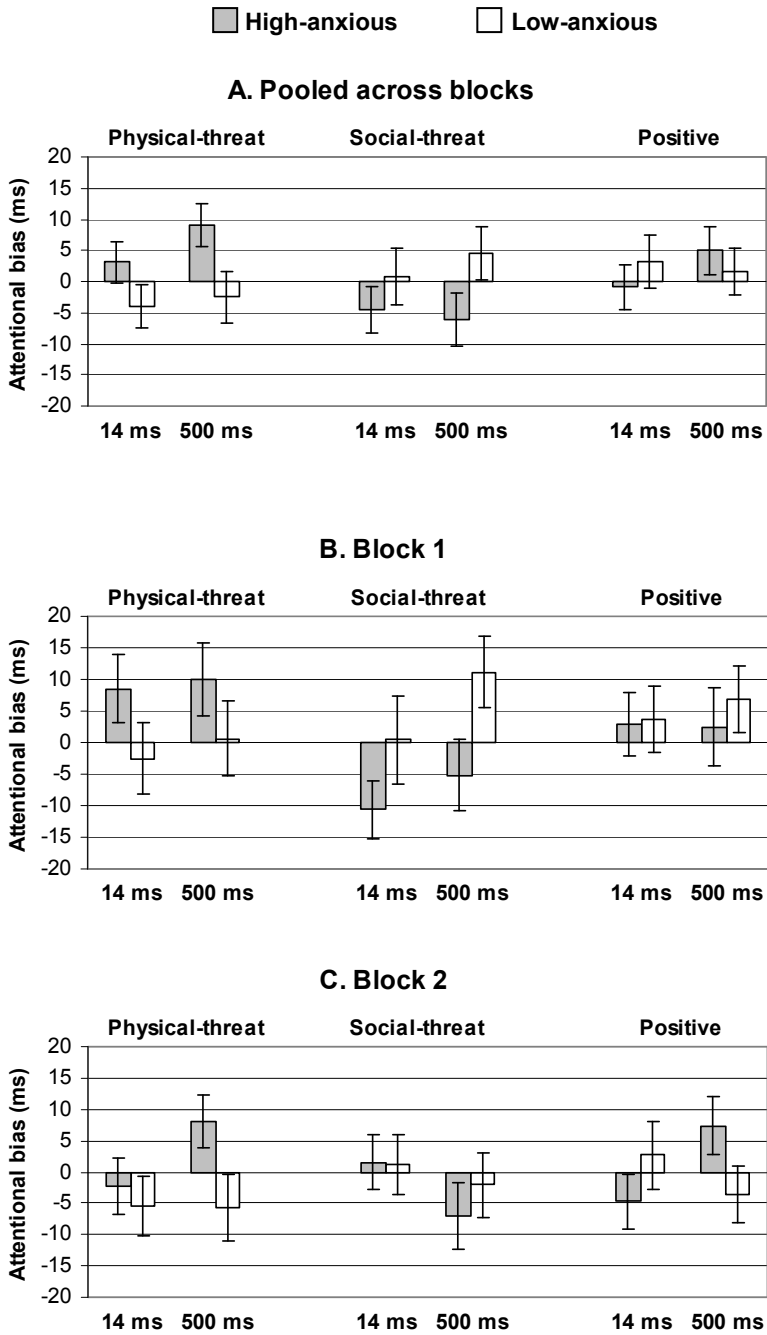 High-anxious Low-anxious
A. Pooled across blocks
Physical-threat Social-threat Positive
20
15
10
5
0
-5
-10
-15
-20
Attentional bias (ms)
14 ms 500 ms 14 ms 500 ms 14 ms 500 ms
B. Block 1
Physical-threat Social-threat Positive
20
15
10
5
0
-5
-10
-15
-20
Attentional bias (ms)
14 ms 500 ms 14 ms 500 ms 14 ms 500 ms
C. Block 2
Physical-threat Social-threat Positive
20
15
10
5
0
-5
-10
-15
-20
Attentional bias (ms)
14 ms 500 ms 14 ms 500 ms 14 ms 500 ms